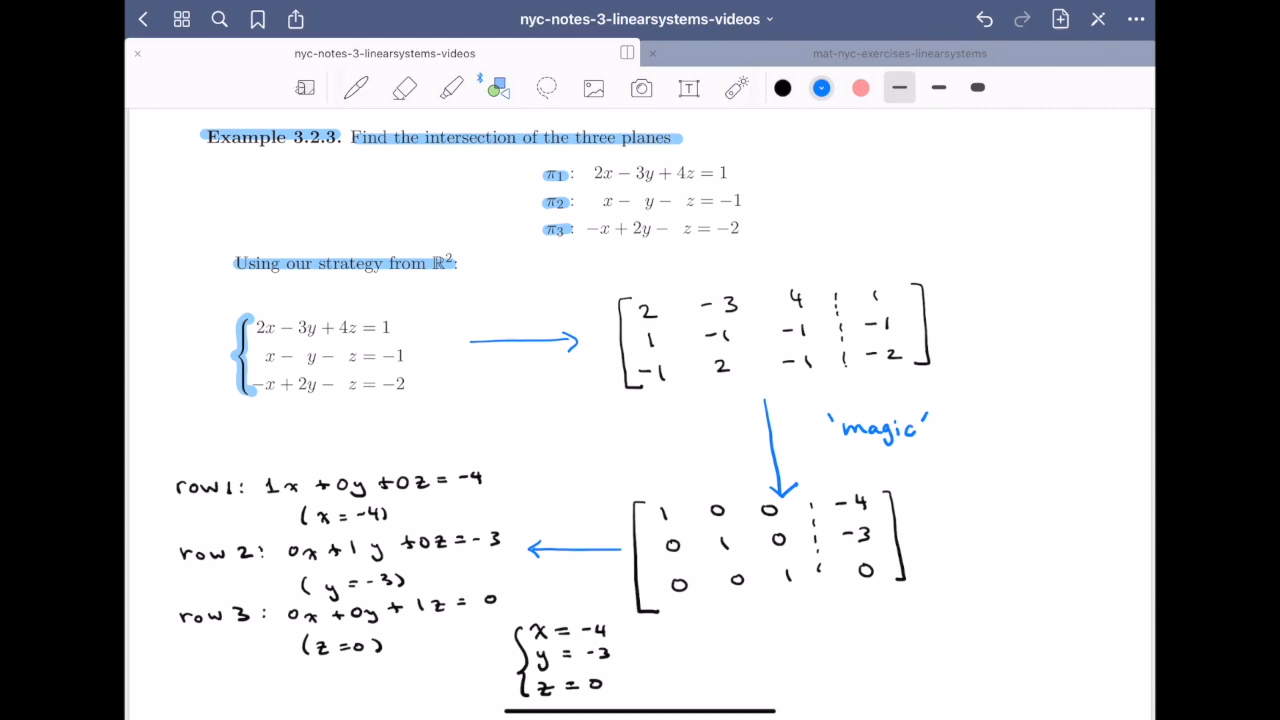 nyc-notes-3-linearsystems-videos
nyc-notes-3-linearsystems-videos
mat-nyc-exercises-linearsystems
Example 3.2.3. Find the intersection of the three planes
π₁: 2x − 3y + 4z = 1
π₂: x − y − z = −1
π₃: −x + 2y − z = −2
Using our strategy from ℝ²:
2x − 3y + 4z = 1
x − y − z = −1
−x + 2y − z = −2
2 -3 4 1
1 -1 -1 -1
-1 2 -1 -2
'magic'
1 0 0 -4
0 1 0 -3
0 0 1 0
row 1: 1x + 0y + 0z = -4
(x = -4)
row 2: 0x + 1y + 0z = -3
(y = -3)
row 3: 0x + 0y + 1z = 0
(z = 0)
x = -4
y = -3
z = 0